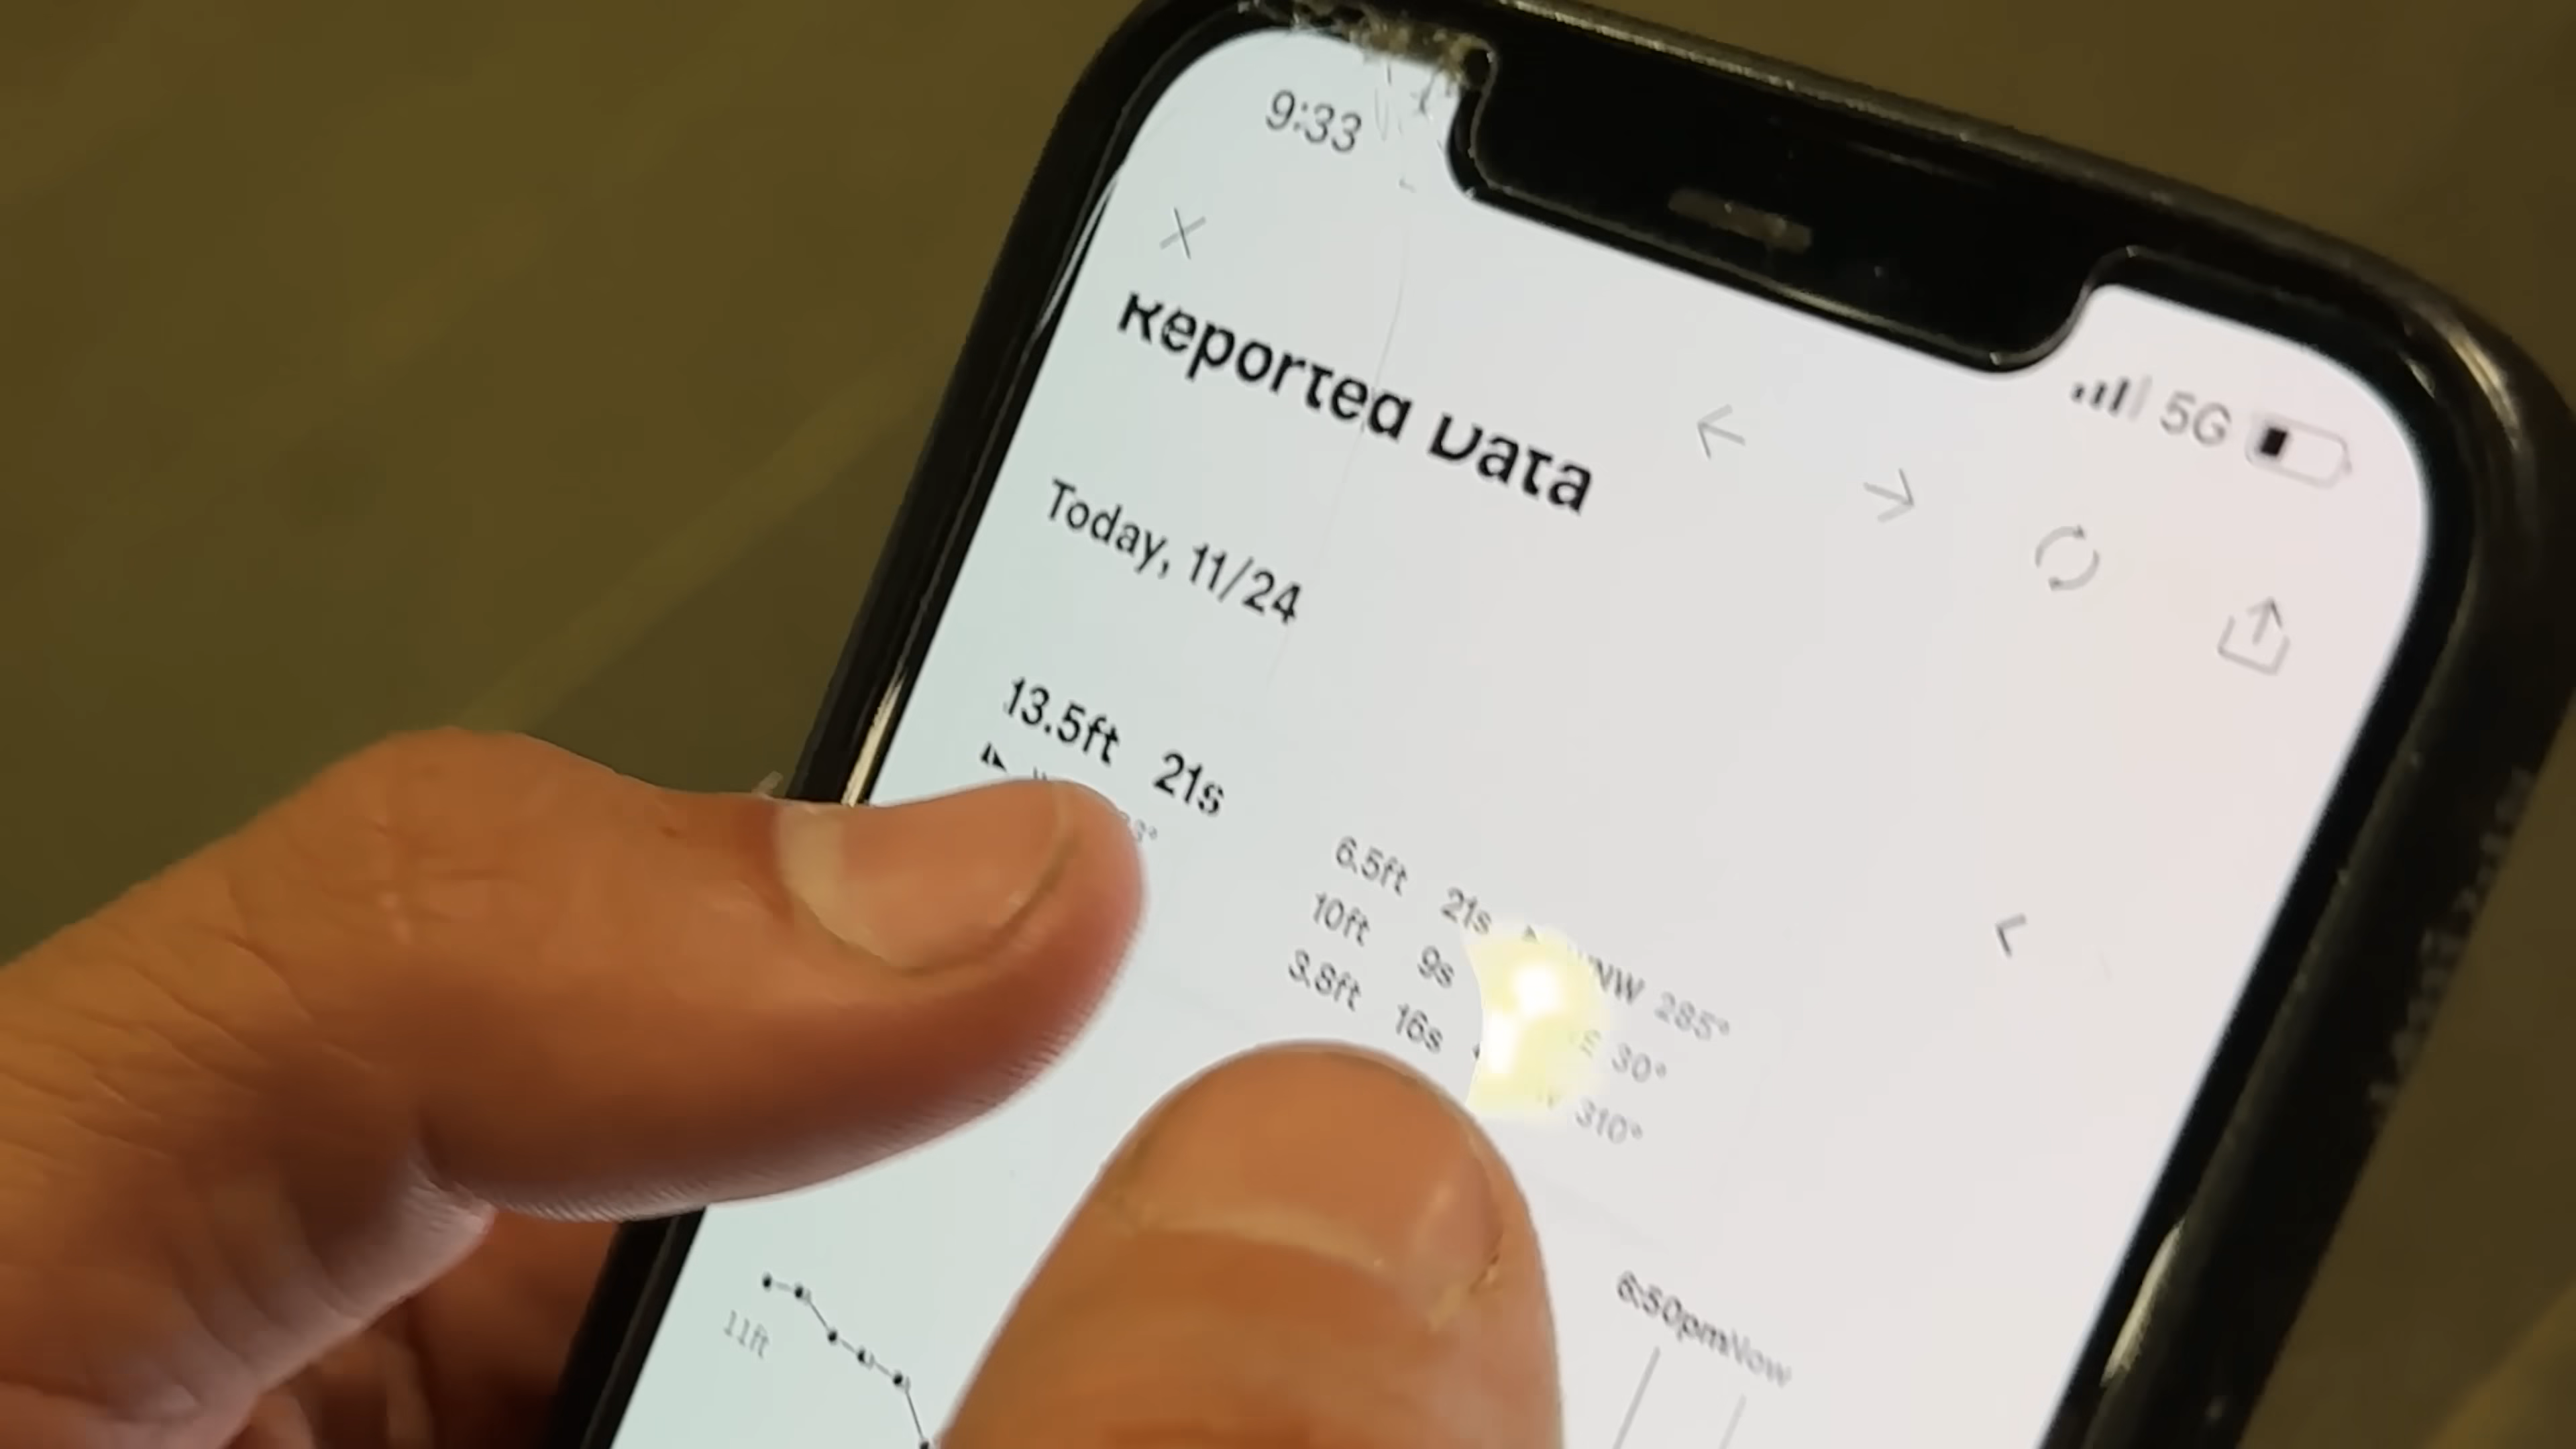 9:33
5G
Reported Data
Today, 11/24
13.5ft 21s
6.5ft 21s 285°
10ft 9s 30°
3.8ft 16s 310°
6:50pm Now
11ft